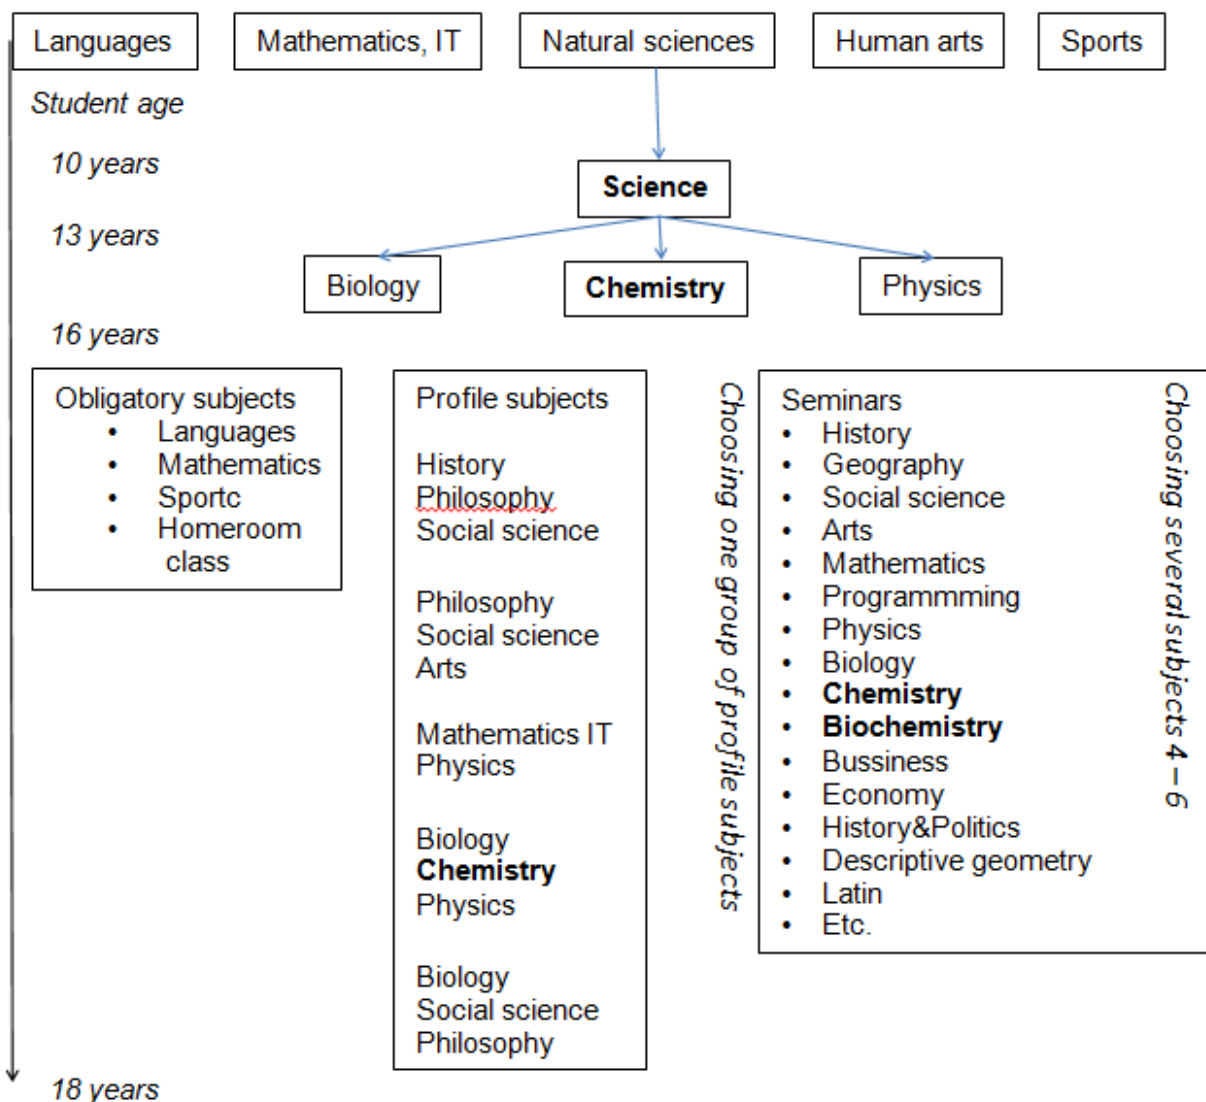 Languages
Mathematics, IT
Natural sciences
Human arts
Sports
Student age
10 years
Science
13 years
Biology
Chemistry
Physics
16 years
Obligatory subjects
• Languages
• Mathematics
• Sportc
• Homeroom
class
Profile subjects
History
Philosophy
Social science
Philosophy
Social science
Arts
Mathematics IT
Physics
Biology
Chemistry
Physics
Biology
Social science
Philosophy
Choosing one group of profile subjects
Seminars
• History
• Geography
• Social science
• Arts
• Mathematics
• Programmming
• Physics
• Biology
• Chemistry
• Biochemistry
• Bussiness
• Economy
• History&Politics
• Descriptive geometry
• Latin
• Etc.
Choosing several subjects 4 – 6
18 years